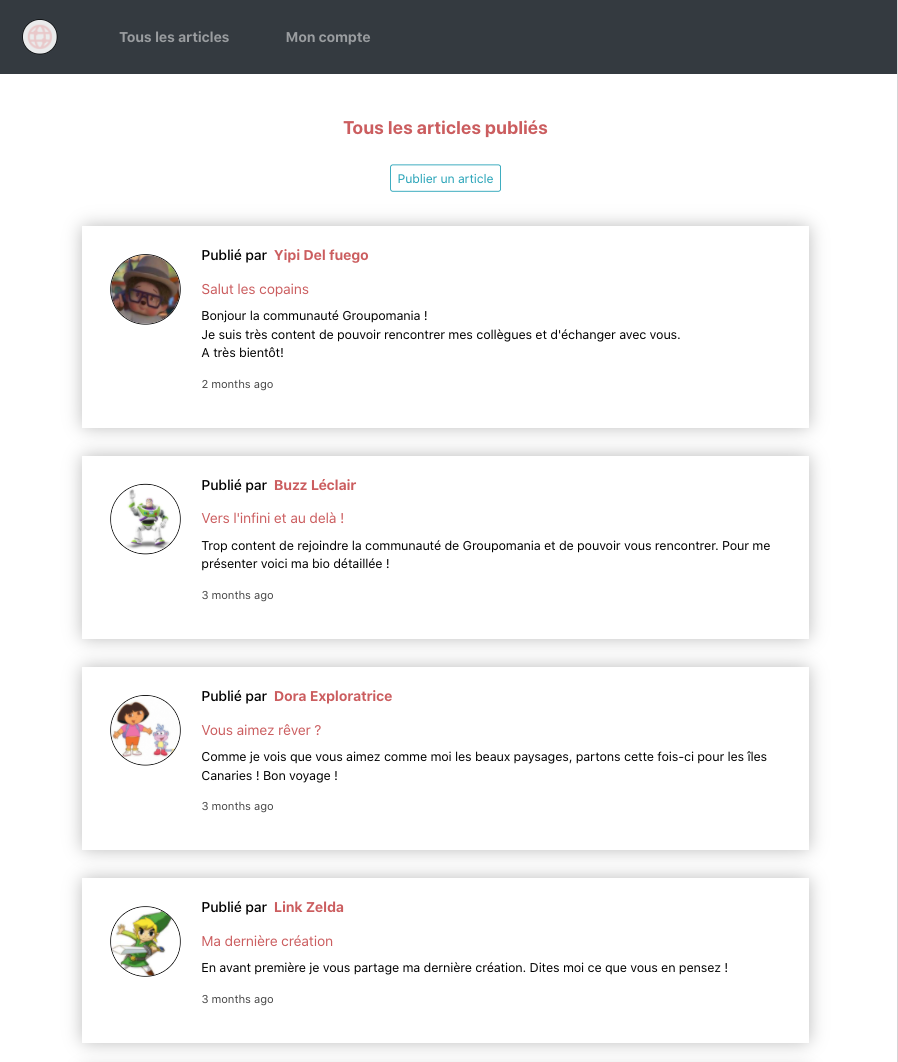 Tous les articles
Mon compte
Tous les articles publiés
Publier un article
Publié par Yipi Del fuego
Salut les copains
Bonjour la communauté Groupomania !
Je suis très content de pouvoir rencontrer mes collègues et d'échanger avec vous.
A très bientôt!
2 months ago
Publié par Buzz Léclair
Vers l'infini et au delà !
Trop content de rejoindre la communauté de Groupomania et de pouvoir vous rencontrer. Pour me
présenter voici ma bio détaillée !
3 months ago
Publié par Dora Exploratrice
Vous aimez rêver ?
Comme je vois que vous aimez comme moi les beaux paysages, partons cette fois-ci pour les îles
Canaries ! Bon voyage !
3 months ago
Publié par Link Zelda
Ma dernière création
En avant première je vous partage ma dernière création. Dites moi ce que vous en pensez !
3 months ago